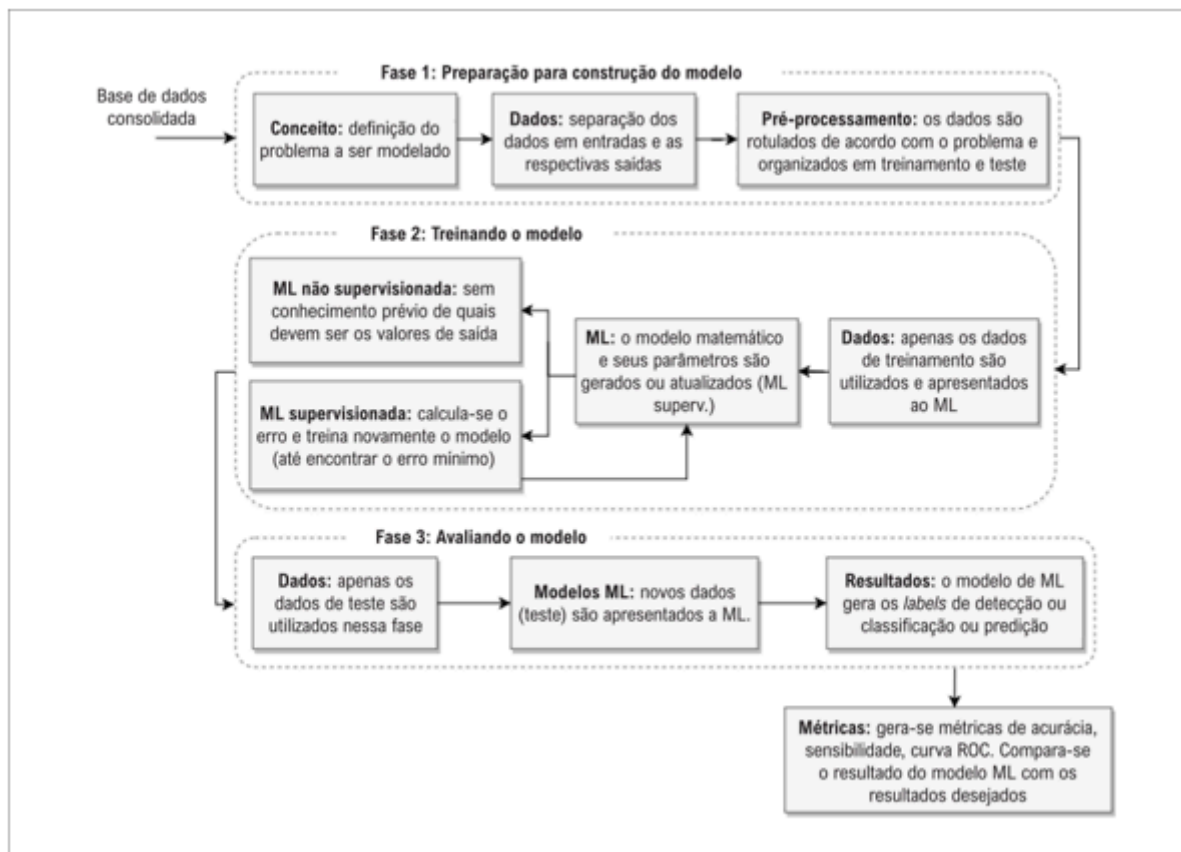 Fase 1: Preparação para construção do modelo
Base de dados
consolidada
Conceito: definição do
problema a ser modelado
Dados: separação dos
dados em entradas e as
respectivas saídas
Pré-processamento: os dados são
rotulados de acordo com o problema e
organizados em treinamento e teste
Fase 2: Treinando o modelo
ML não supervisionada: sem
conhecimento prévio de quais
devem ser os valores de saída
ML: o modelo matemático
e seus parâmetros são
gerados ou atualizados (ML
superv.)
Dados: apenas os dados
de treinamento são
utilizados e apresentados
ao ML
ML supervisionada: calcula-se o
erro e treina novamente o modelo
(até encontrar o erro mínimo)
Fase 3: Avaliando o modelo
Dados: apenas os
dados de teste são
utilizados nessa fase
Modelos ML: novos dados
(teste) são apresentados a ML.
Resultados: o modelo de ML
gera os labels de detecção ou
classificação ou predição
Métricas: gera-se métricas de acurácia,
sensibilidade, curva ROC. Compara-se
o resultado do modelo ML com os
resultados desejados